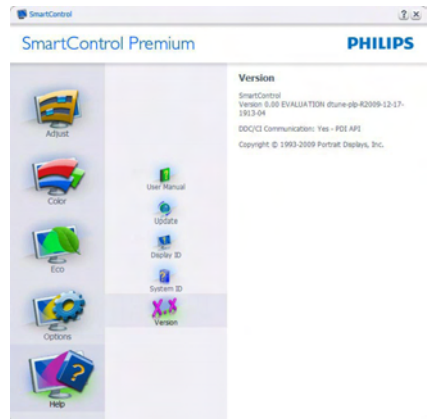 SmartControl
SmartControl Premium
PHILIPS
Adjust
Color
Eco
Options
Help
User Manual
Update
Display ID
System ID
X.X
Version
Version
SmartControl
Version 0.00 EVALUATION dtune-plp-R2009-12-17-
1913-04
DDC/CI Communication: Yes - PDI API
Copyright © 1993-2009 Portrait Displays, Inc.